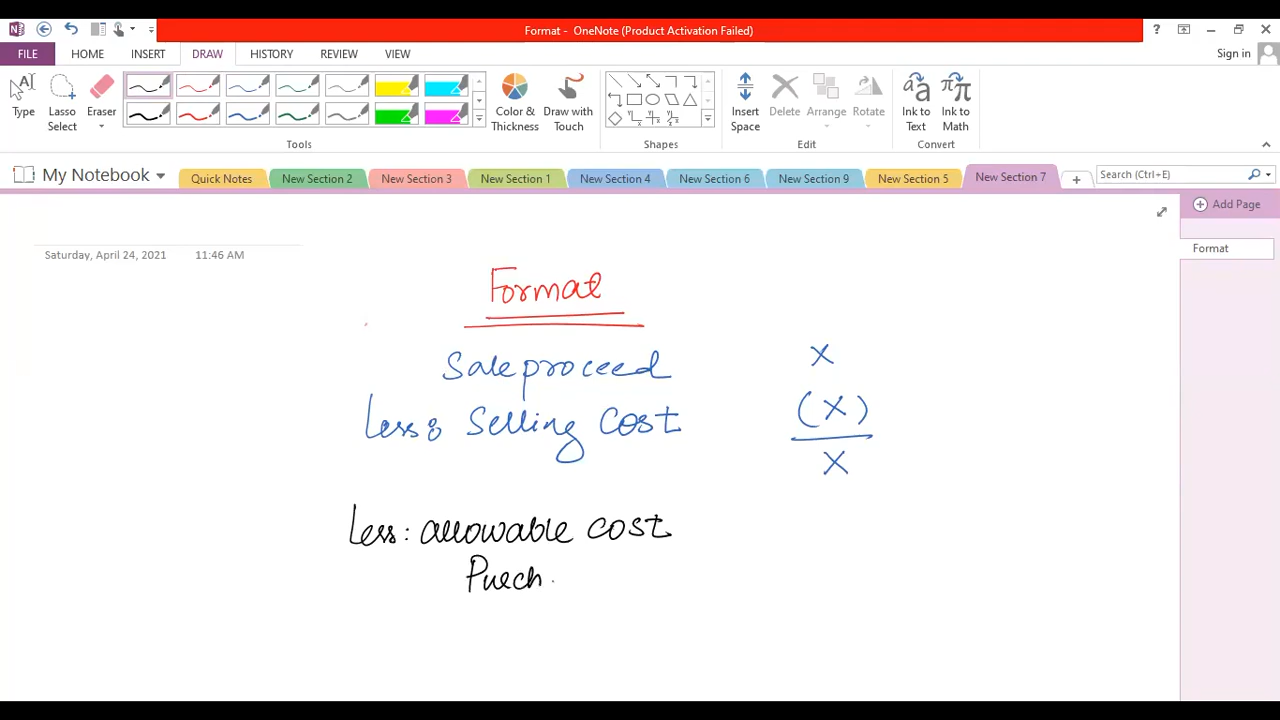 Format - OneNote (Product Activation Failed)
?
FILE HOME INSERT DRAW HISTORY REVIEW VIEW
Sign in
Type Lasso Select Eraser Color & Thickness Draw with Touch Insert Space Delete Arrange Rotate Ink to Text Ink to Math
Tools Shapes Edit Convert
My Notebook Quick Notes New Section 2 New Section 3 New Section 1 New Section 4 New Section 6 New Section 9 New Section 5 New Section 7 + Search (Ctrl+E)
Add Page
Format
Saturday, April 24, 2021 11:46 AM
Format
Sale proceed X
Less: Selling Cost (X)
X
Less: allowable cost
Puech